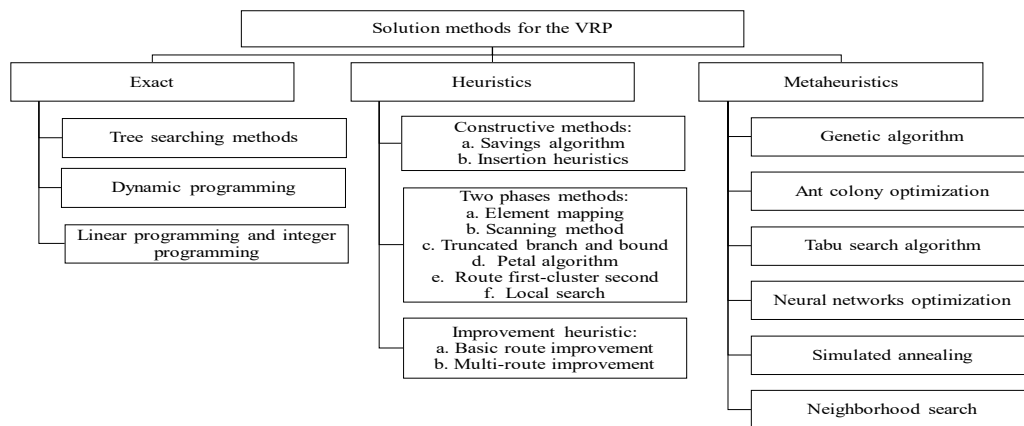 Solution methods for the VRP
Exact
Tree searching methods
Dynamic programming
Linear programming and integer
programming
Heuristics
Constructive methods:
a. Savings algorithm
b. Insertion heuristics
Two phases methods:
a. Element mapping
b. Scanning method
c. Truncated branch and bound
d. Petal algorithm
e. Route first-cluster second
f. Local search
Improvement heuristic:
a. Basic route improvement
b. Multi-route improvement
Metaheuristics
Genetic algorithm
Ant colony optimization
Tabu search algorithm
Neural networks optimization
Simulated annealing
Neighborhood search